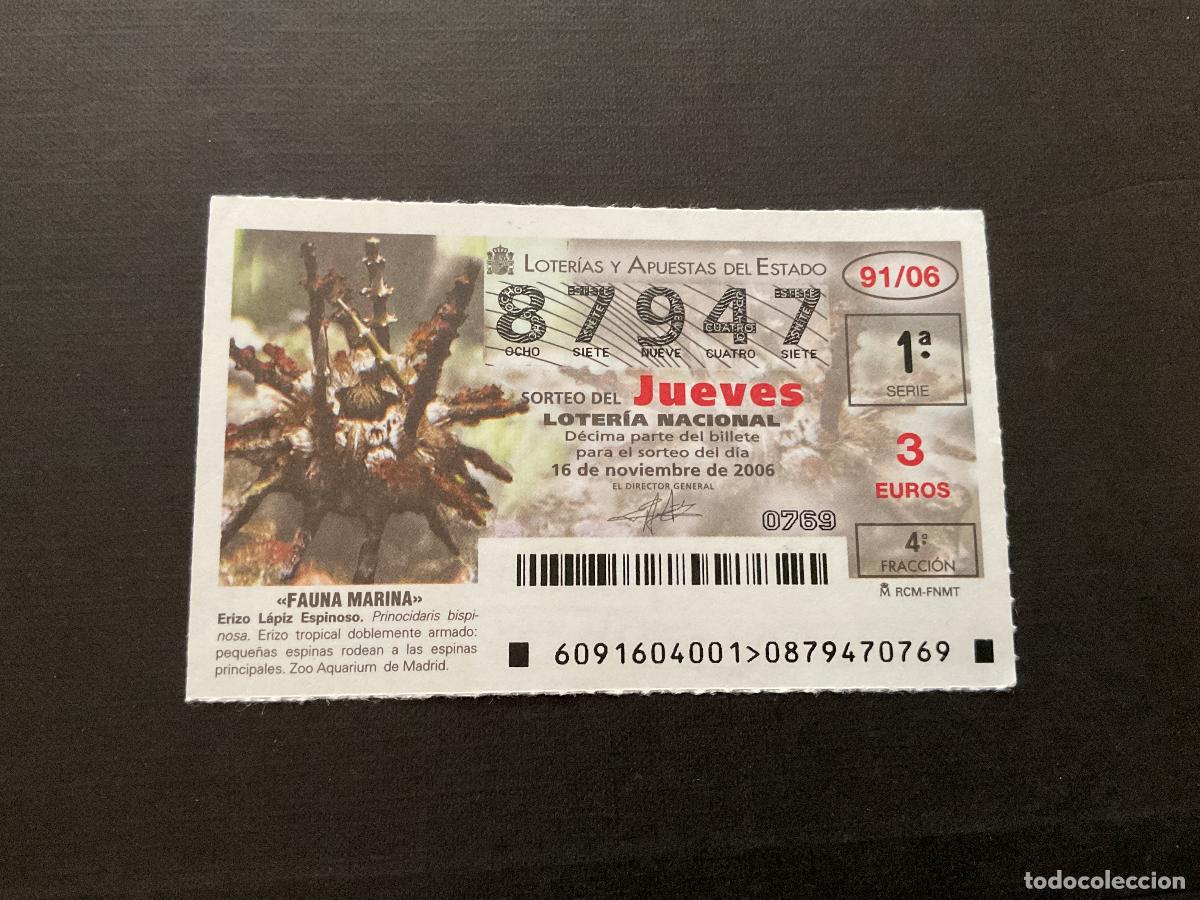 LOTERÍAS Y APUESTAS DEL ESTADO
91/06
87947
OCHO SIETE NUEVE CUATRO SIETE
1ª
SERIE
SORTEO DEL Jueves
LOTERÍA NACIONAL
Décima parte del billete
para el sorteo del día
16 de noviembre de 2006
EL DIRECTOR GENERAL
3
EUROS
0769
4ª
FRACCIÓN
RCM-FNMT
«FAUNA MARINA»
Erizo Lápiz Espinoso. Prinocidaris bispi-
nosa. Erizo tropical doblemente armado:
pequeñas espinas rodean a las espinas
principales. Zoo Aquarium de Madrid.
6091604001>0879470769
todocoleccion